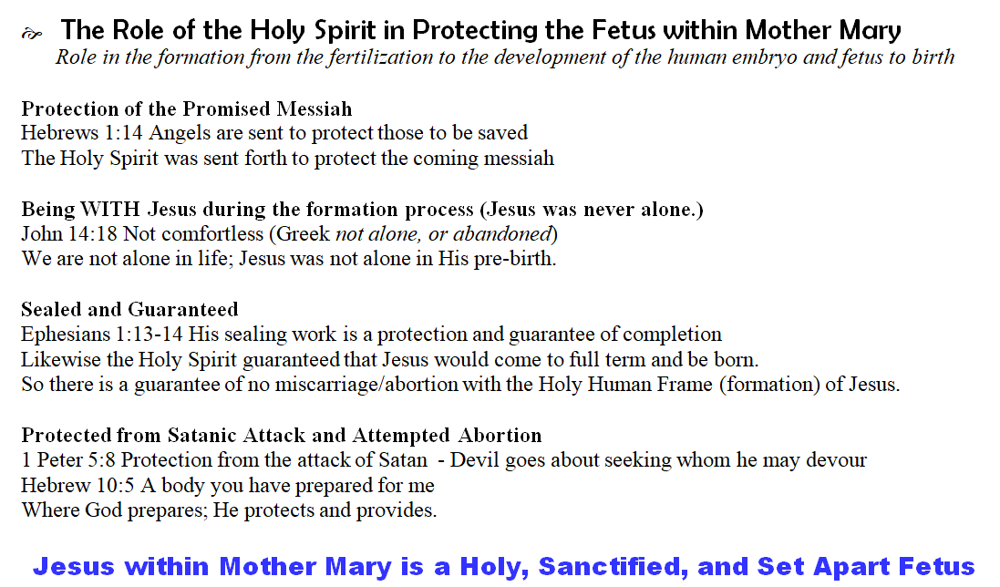 The Role of the Holy Spirit in Protecting the Fetus within Mother Mary
Role in the formation from the fertilization to the development of the human embryo and fetus to birth
Protection of the Promised Messiah
Hebrews 1:14 Angels are sent to protect those to be saved
The Holy Spirit was sent forth to protect the coming messiah
Being WITH Jesus during the formation process (Jesus was never alone.)
John 14:18 Not comfortless (Greek not alone, or abandoned)
We are not alone in life; Jesus was not alone in His pre-birth.
Sealed and Guaranteed
Ephesians 1:13-14 His sealing work is a protection and guarantee of completion
Likewise the Holy Spirit guaranteed that Jesus would come to full term and be born.
So there is a guarantee of no miscarriage/abortion with the Holy Human Frame (formation) of Jesus.
Protected from Satanic Attack and Attempted Abortion
1 Peter 5:8 Protection from the attack of Satan - Devil goes about seeking whom he may devour
Hebrew 10:5 A body you have prepared for me
Where God prepares; He protects and provides.
Jesus within Mother Mary is a Holy, Sanctified, and Set Apart Fetus